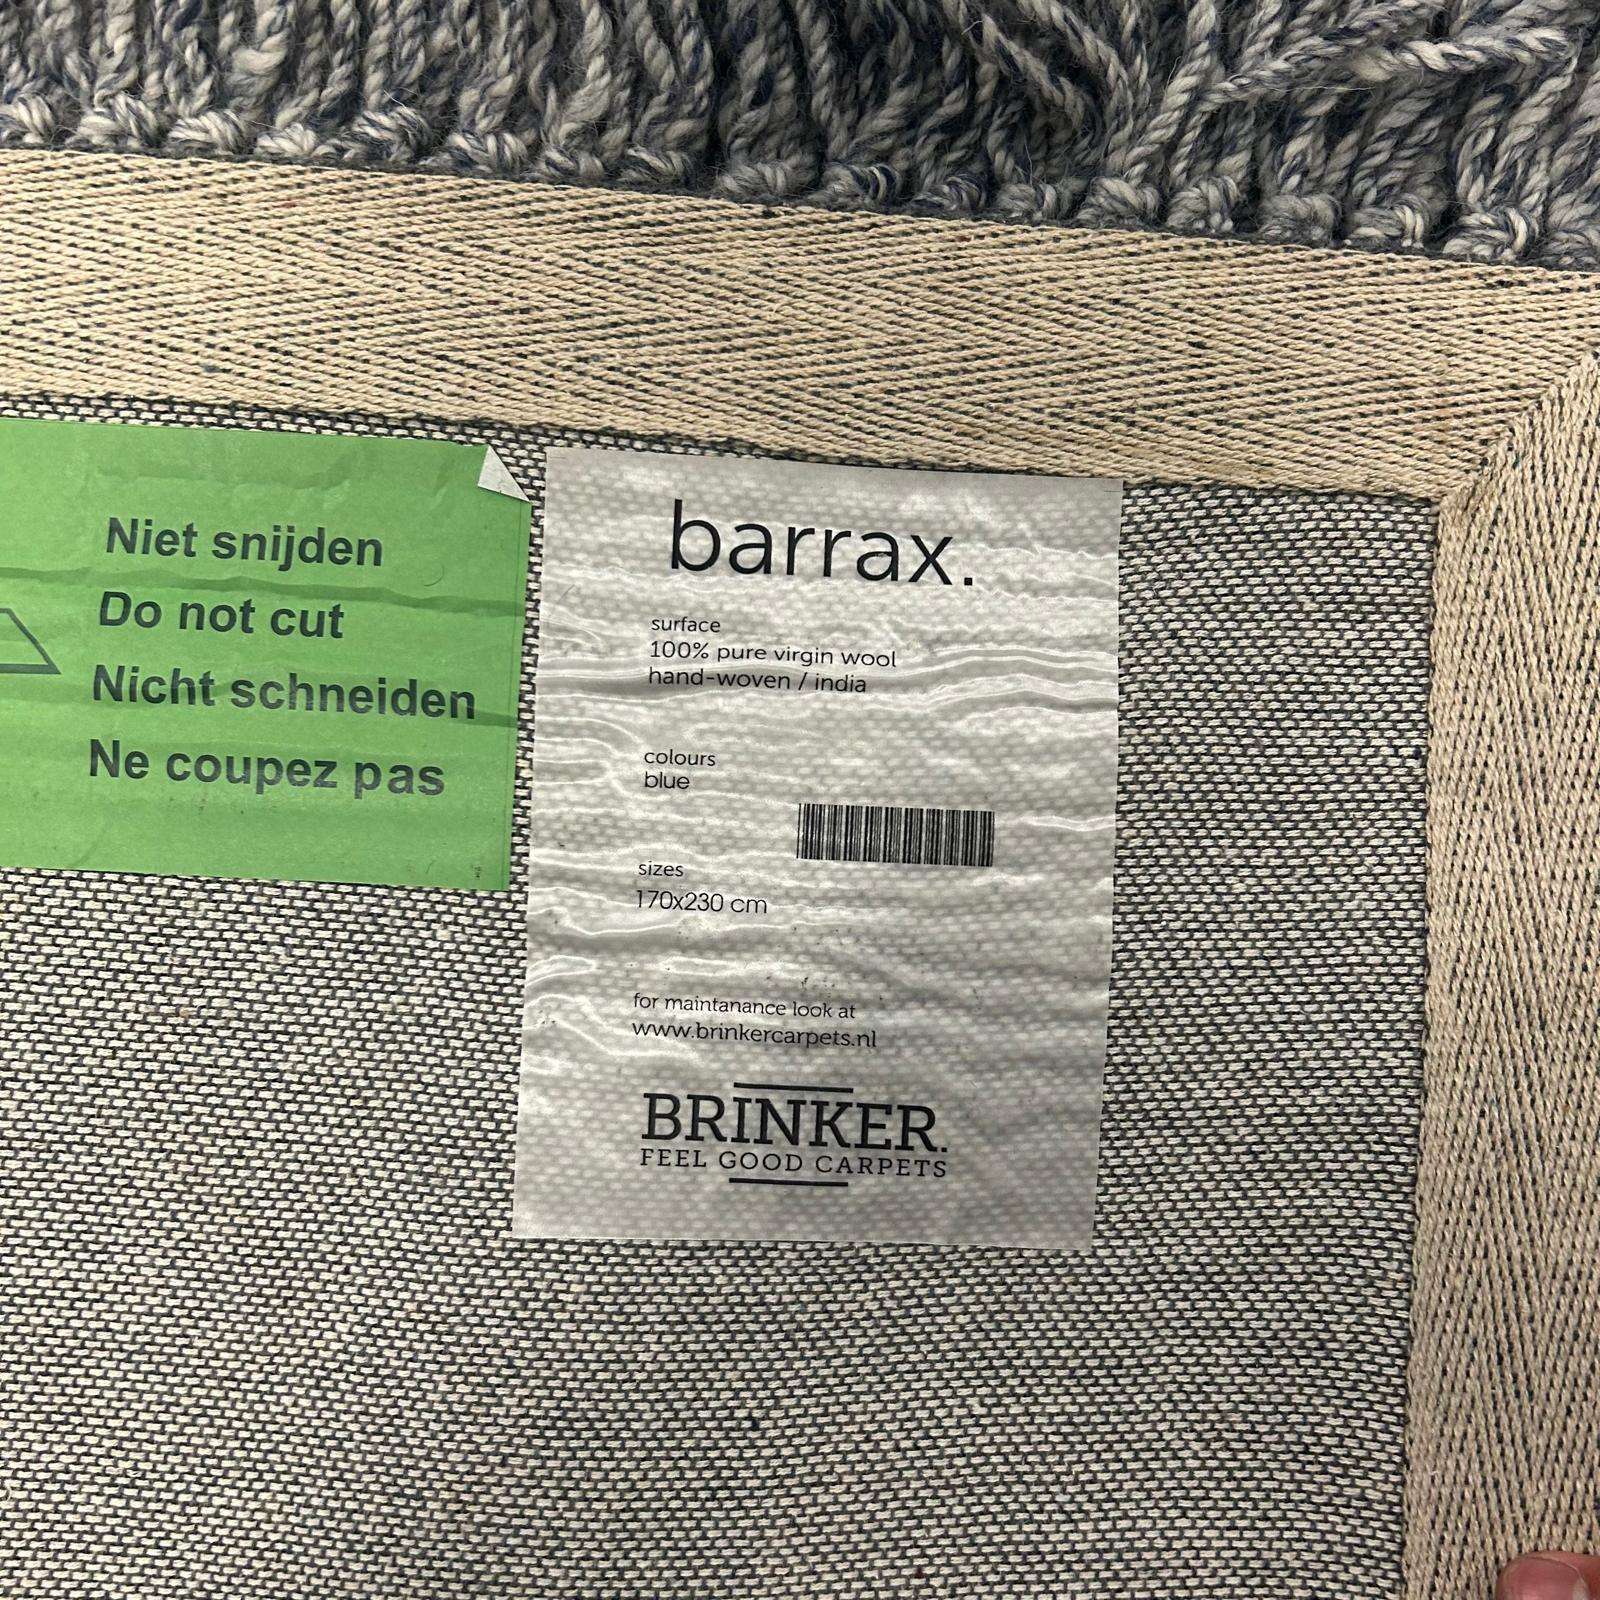 Niet snijden
Do not cut
Nicht schneiden
Ne coupez pas
barrax.
surface
100% pure virgin wool
hand-woven / india
colours
blue
sizes
170x230 cm
for maintanance look at
www.brinkercarpets.nl
BRINKER.
FEEL GOOD CARPETS